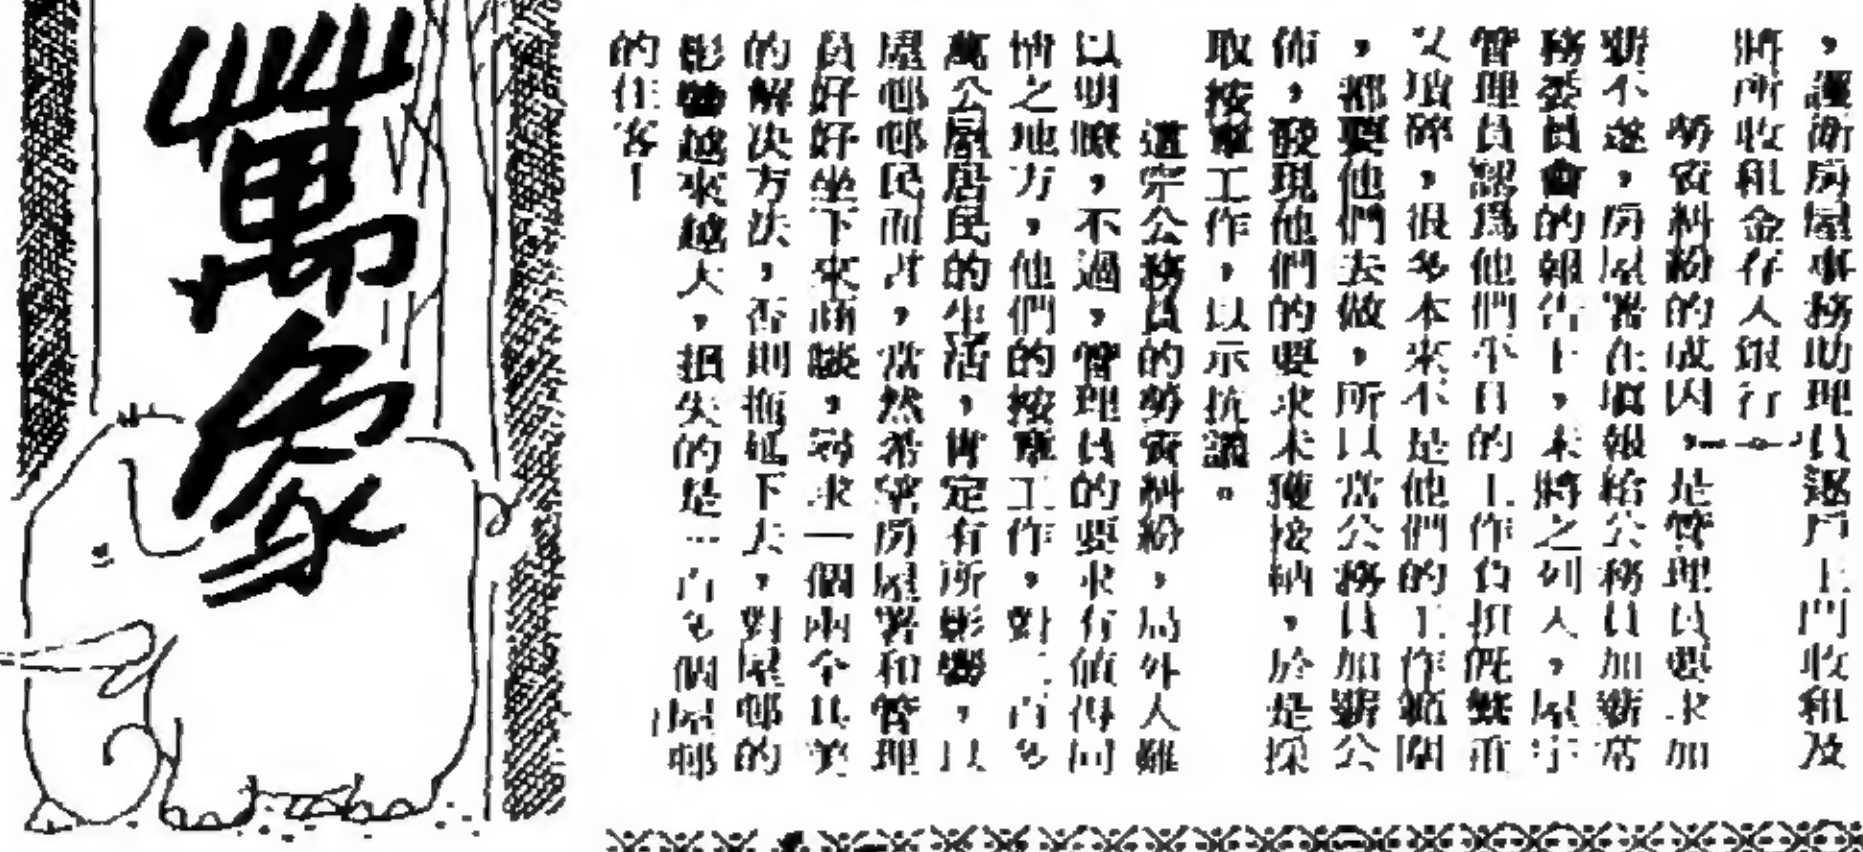 萬象
，運衞房屋事務助理員逐戶上門收租及
將所收租金存入銀行
勞資糾紛的成因，是管理員要求加
薪不遂，房屋署在填報給公務員加薪常
務委員會的報告上，未將之列入，屋宇
管理員認為他們平日的工作負担旣繁重
又瑣碎，很多本來不是他們的工作範圍
，都要他們去做，所以當公務員加薪公
佈，發現他們的要求未獲接納，於是採
取按章工作，以示抗議。
這宗公務員的勞資糾紛，局外人難
以明瞭，不過，管理員的要求有值得同
情之地方，他們的按章工作，對二百多
萬公屋居民的生活，肯定有所影響，以
屋邨邨民而言，當然希望房屋署和管理
員好好坐下來商談，尋求一個兩全其美
的解决方法，否則拖延下去，對屋邨的
影響越來越大，損失的是二百多個屋邨
的住客！